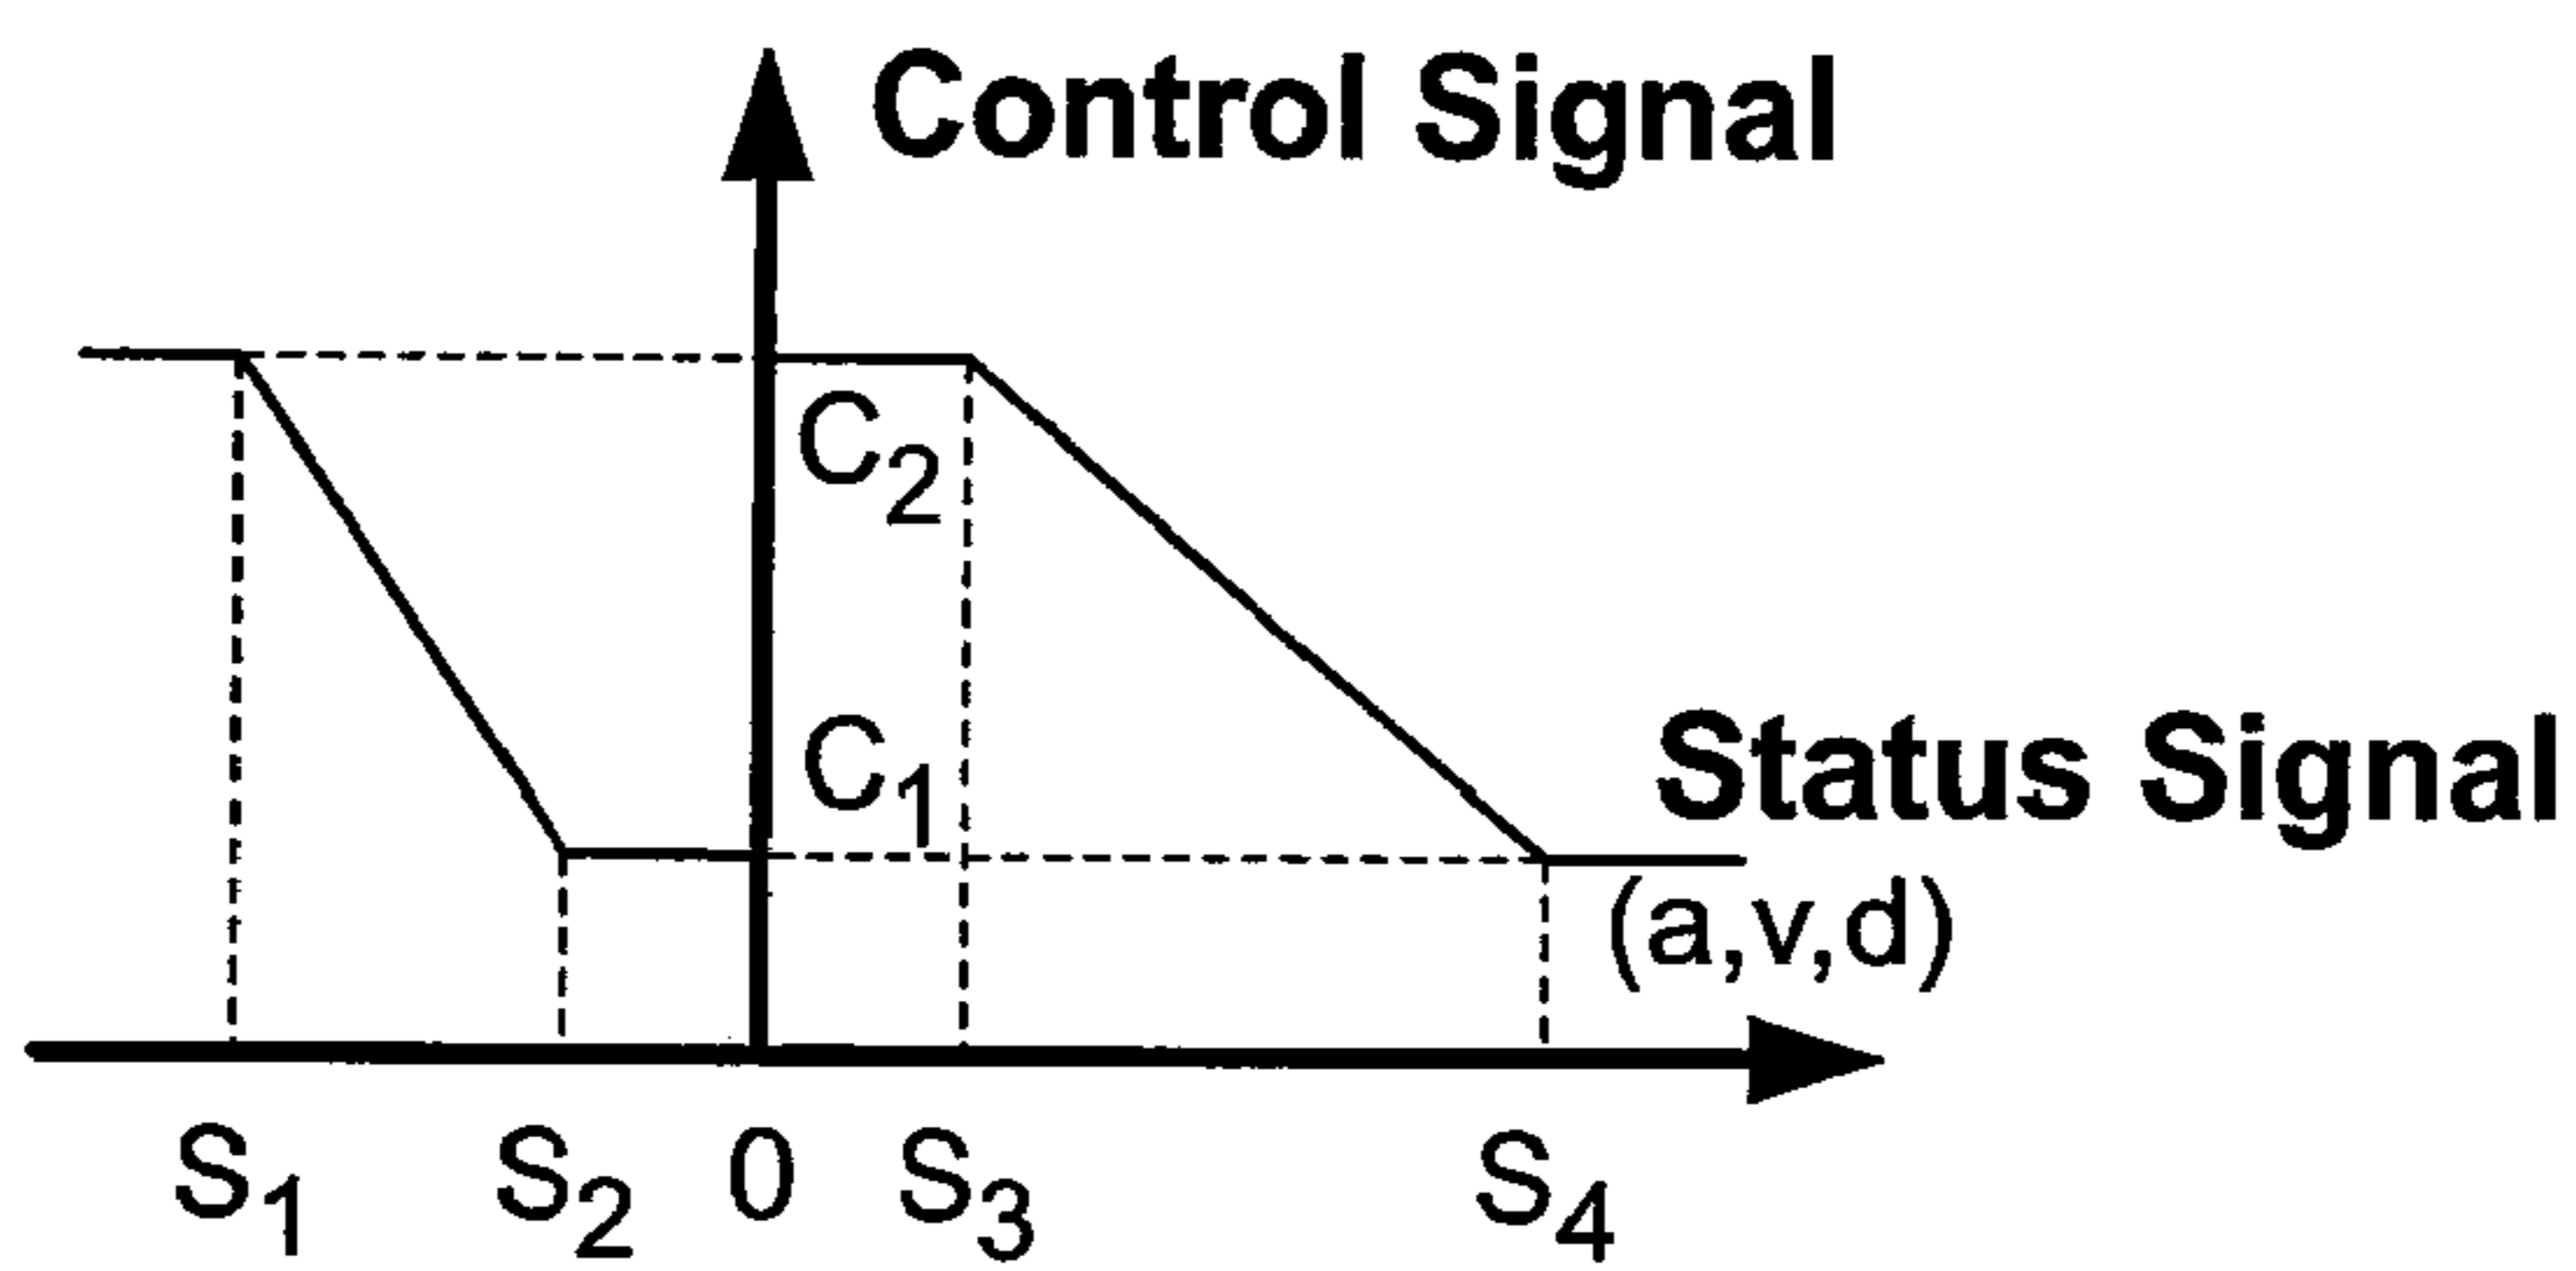 Control Signal
C₂
C₁
Status Signal
(a,v,d)
S₁ S₂ 0 S₃ S₄